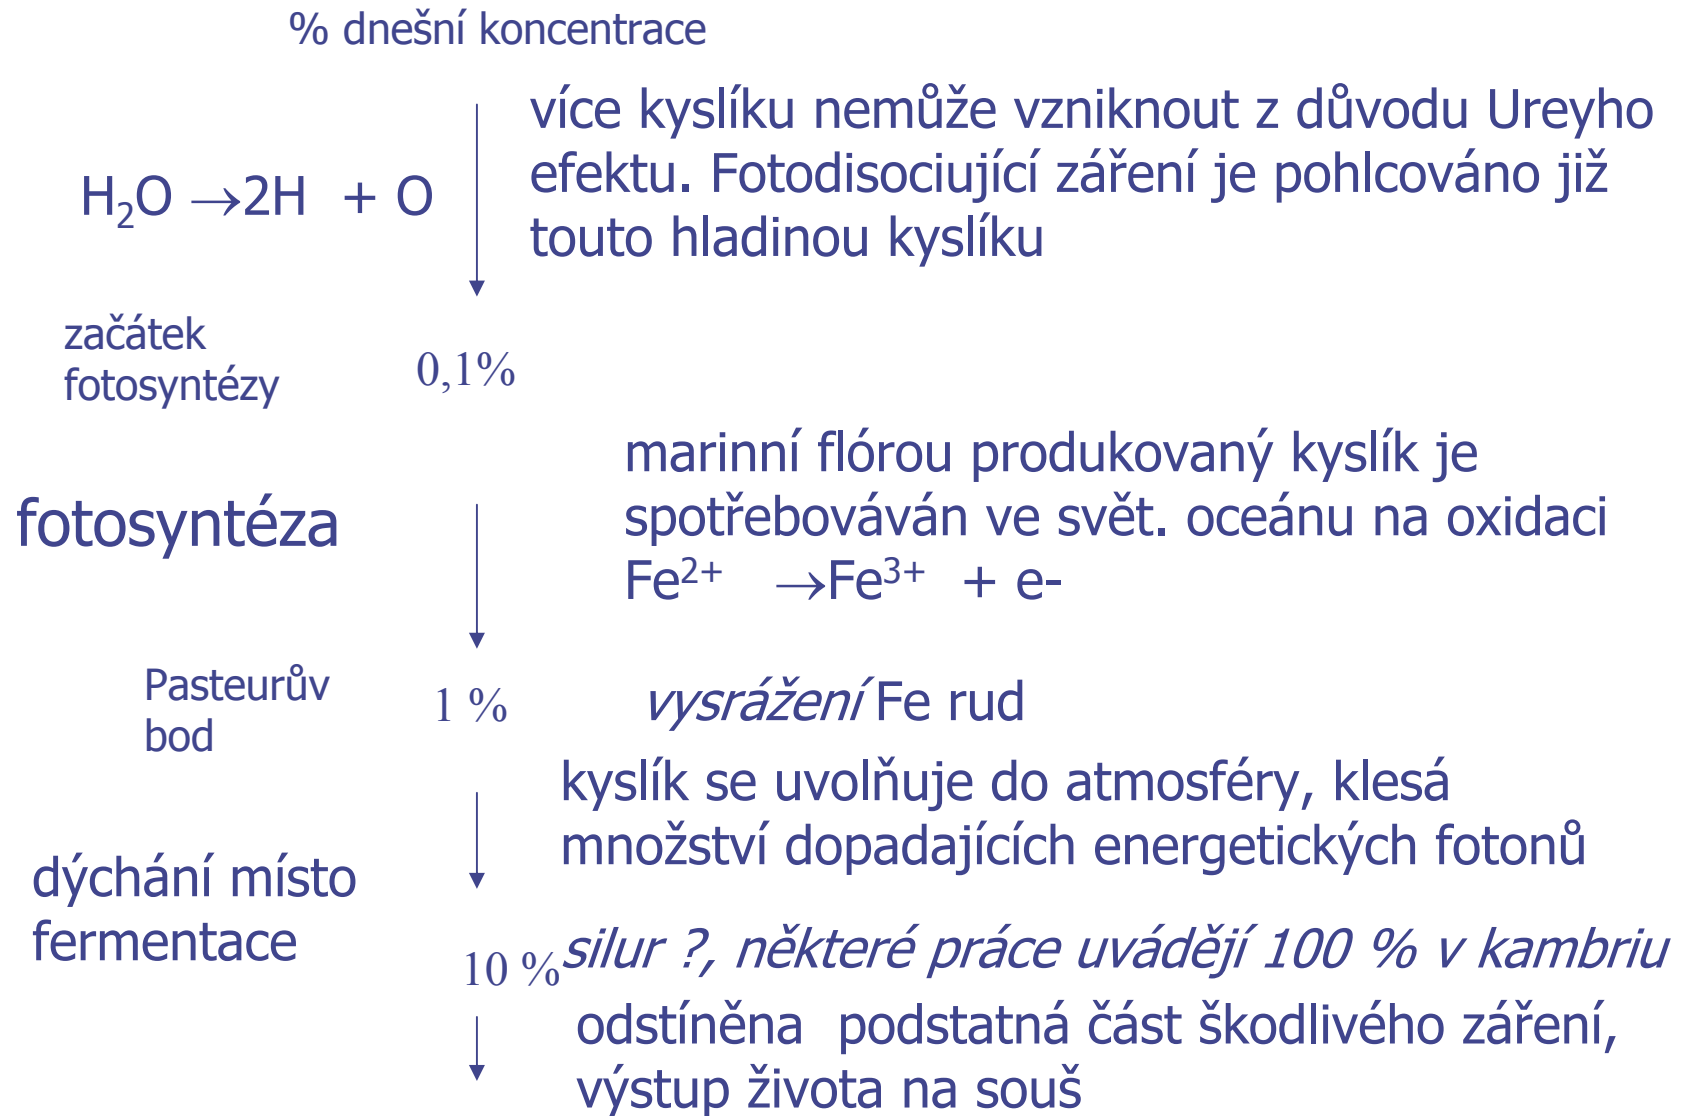 % dnešní koncentrace
více kyslíku nemůže vzniknout z důvodu Ureyho
efektu. Fotodisociující záření je pohlcováno již
touto hladinou kyslíku
H₂O →2H + O
začátek
fotosyntézy
0,1%
marinní flórou produkovaný kyslík je
spotřebováván ve svět. oceánu na oxidaci
Fe²⁺ →Fe³⁺ + e-
fotosyntéza
Pasteurův
bod
1 %
vysrážení Fe rud
kyslík se uvolňuje do atmosféry, klesá
množství dopadajících energetických fotonů
dýchání místo
fermentace
10 %
silur ?, některé práce uvádějí 100 % v kambriu
odstíněna podstatná část škodlivého záření,
výstup života na souš